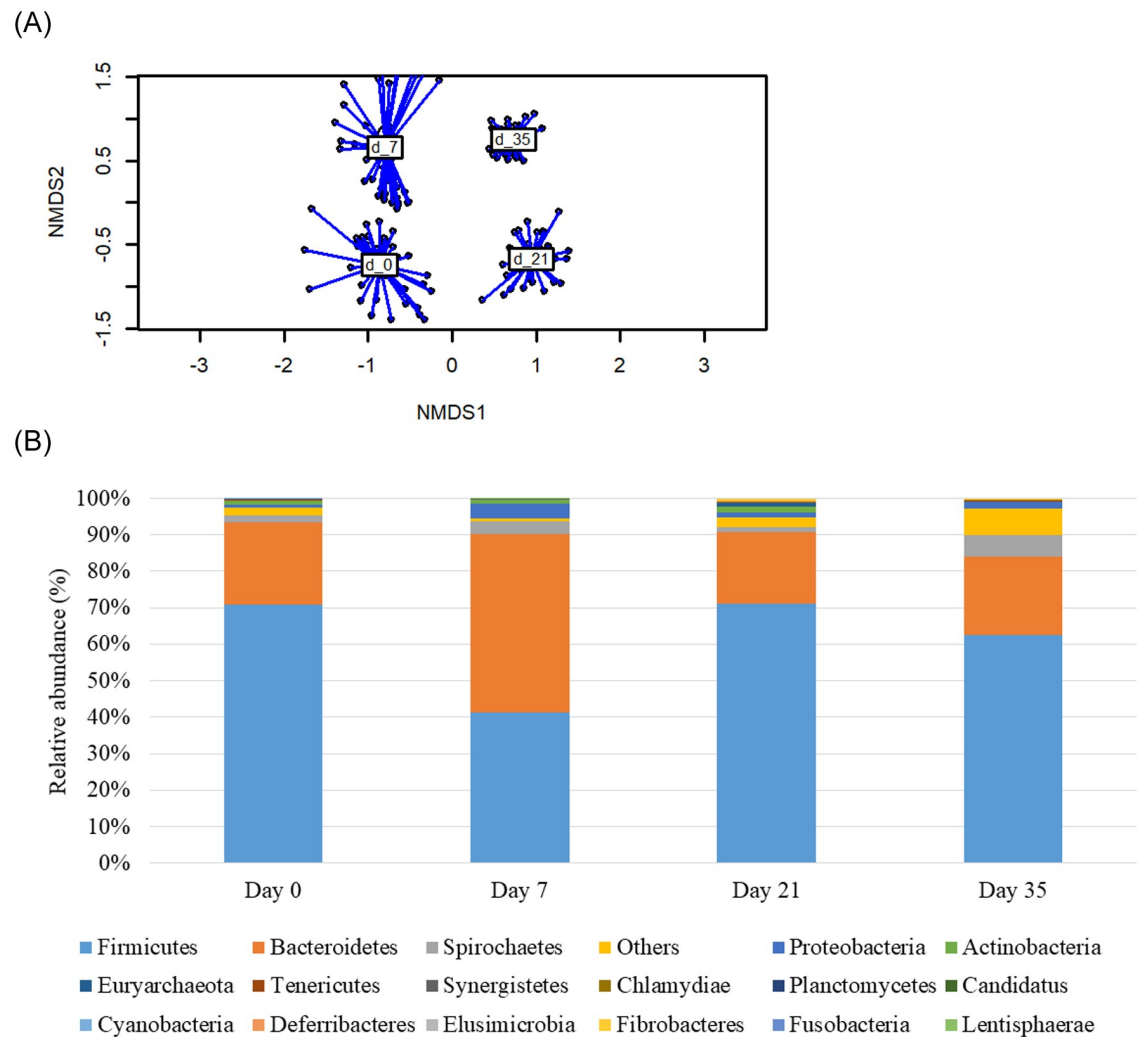 (A)
1.5
0.5
-0.5
-1.5
NMDS2
d_7
d_35
d_0
d_21
-3 -2 -1 0 1 2 3
NMDS1
(B)
100%
90%
80%
70%
60%
50%
40%
30%
20%
10%
0%
Relative abundance (%)
Day 0 Day 7 Day 21 Day 35
Firmicutes Bacteroidetes Spirochaetes Others Proteobacteria Actinobacteria
Euryarchaeota Tenericutes Synergistetes Chlamydiae Planctomycetes Candidatus
Cyanobacteria Deferribacteres Elusimicrobia Fibrobacteres Fusobacteria Lentisphaerae